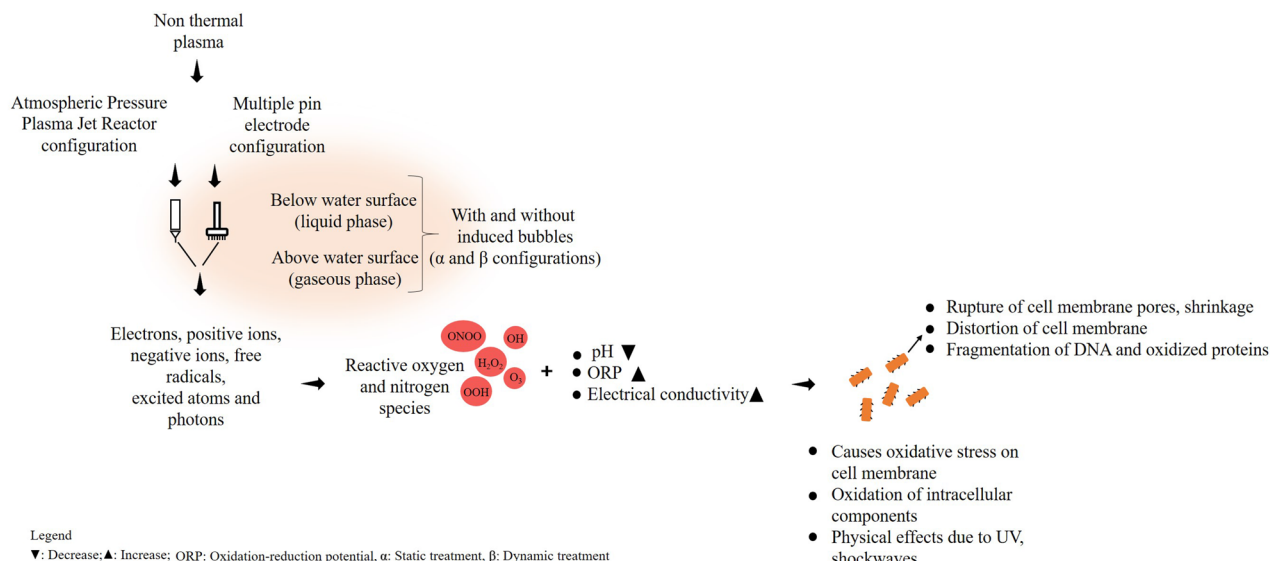 Non thermal
plasma
Atmospheric Pressure
Plasma Jet Reactor
configuration
Multiple pin
electrode
configuration
Below water surface
(liquid phase)
Above water surface
(gaseous phase)
With and without
induced bubbles
(α and β configurations)
Electrons, positive ions,
negative ions, free
radicals,
excited atoms and
photons
Reactive oxygen
and nitrogen
species
ONOO
OH
H₂O₂
O₃
OOH
+
● pH ▼
● ORP ▲
● Electrical conductivity ▲
● Rupture of cell membrane pores, shrinkage
● Distortion of cell membrane
● Fragmentation of DNA and oxidized proteins
● Causes oxidative stress on
cell membrane
● Oxidation of intracellular
components
● Physical effects due to UV,
shockwaves
Legend
▼: Decrease; ▲: Increase; ORP: Oxidation-reduction potential, α: Static treatment, β: Dynamic treatment